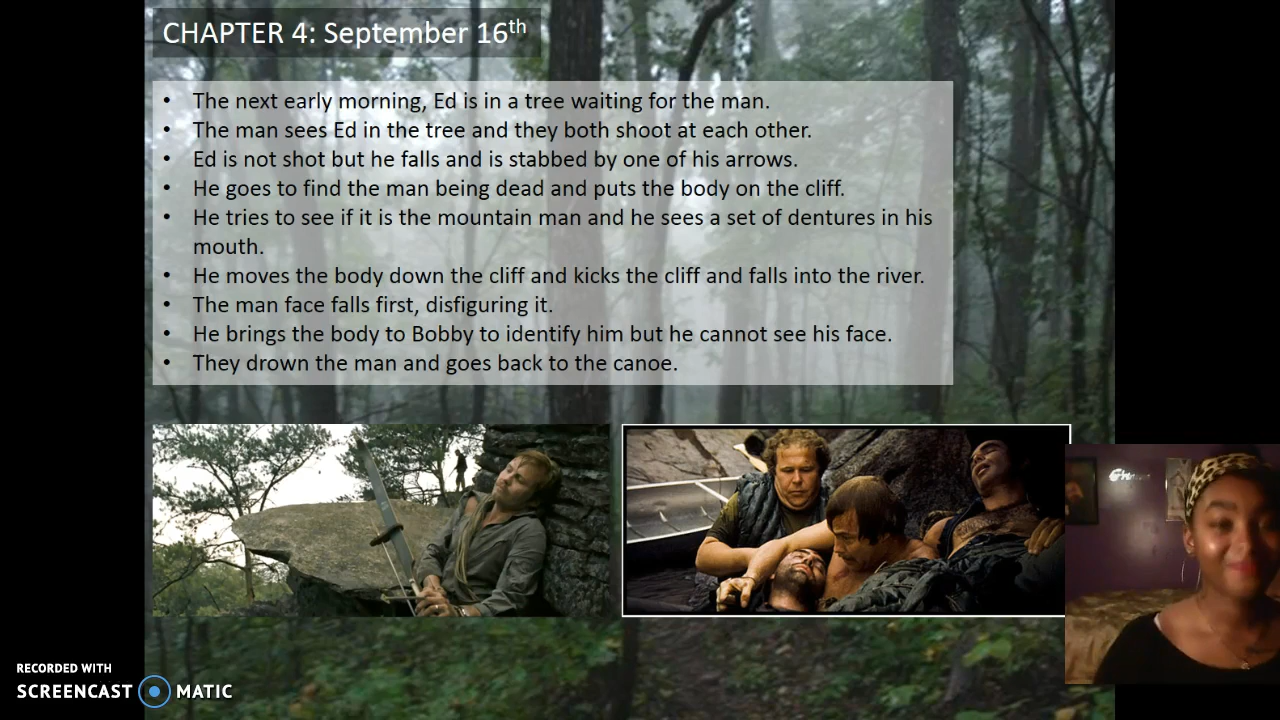 CHAPTER 4: September 16th
• The next early morning, Ed is in a tree waiting for the man.
• The man sees Ed in the tree and they both shoot at each other.
• Ed is not shot but he falls and is stabbed by one of his arrows.
• He goes to find the man being dead and puts the body on the cliff.
• He tries to see if it is the mountain man and he sees a set of dentures in his
mouth.
• He moves the body down the cliff and kicks the cliff and falls into the river.
• The man face falls first, disfiguring it.
• He brings the body to Bobby to identify him but he cannot see his face.
• They drown the man and goes back to the canoe.
RECORDED WITH
SCREENCAST MATIC